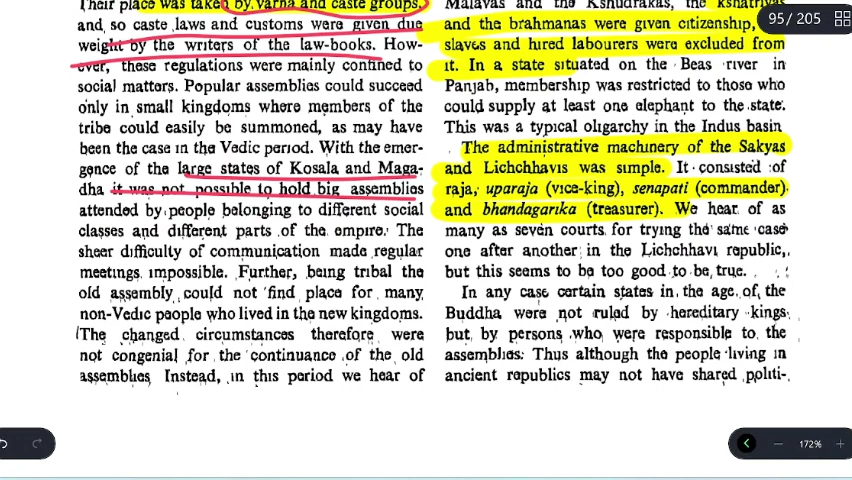 Their place was taken by varna and caste groups,
and so caste laws and customs were given due
weight by the writers of the law-books. How-
ever, these regulations were mainly confined to
social matters. Popular assemblies could succeed
only in small kingdoms where members of the
tribe could easily be summoned, as may have
been the case in the Vedic period. With the emer-
gence of the large states of Kosala and Maga-
dha it was not possible to hold big assemblies
attended by people belonging to different social
classes and different parts of the empire. The
sheer difficulty of communication made regular
meetings impossible. Further, being tribal the
old assembly could not find place for many
non-Vedic people who lived in the new kingdoms.
The changed circumstances therefore were
not congenial for the continuance of the old
assemblies Instead, in this period we hear of
Malavas and the Kshudrakas, the kshatriyas
and the brahmanas were given citizenship,
slaves and hired labourers were excluded from
it. In a state situated on the Beas river in
Panjab, membership was restricted to those who
could supply at least one elephant to the state.
This was a typical oligarchy in the Indus basin
The administrative machinery of the Sakyas
and Lichchhavis was simple. It consisted of
raja, uparaja (vice-king), senapati (commander)
and bhandagarika (treasurer). We hear of as
many as seven courts for trying the same case
one after another in the Lichchhavi republic,
but this seems to be too good to be true.
In any case certain states in the age of the
Buddha were not ruled by hereditary kings
but by persons who were responsible to the
assemblies: Thus although the people living in
ancient republics may not have shared politi-
95/205
172%